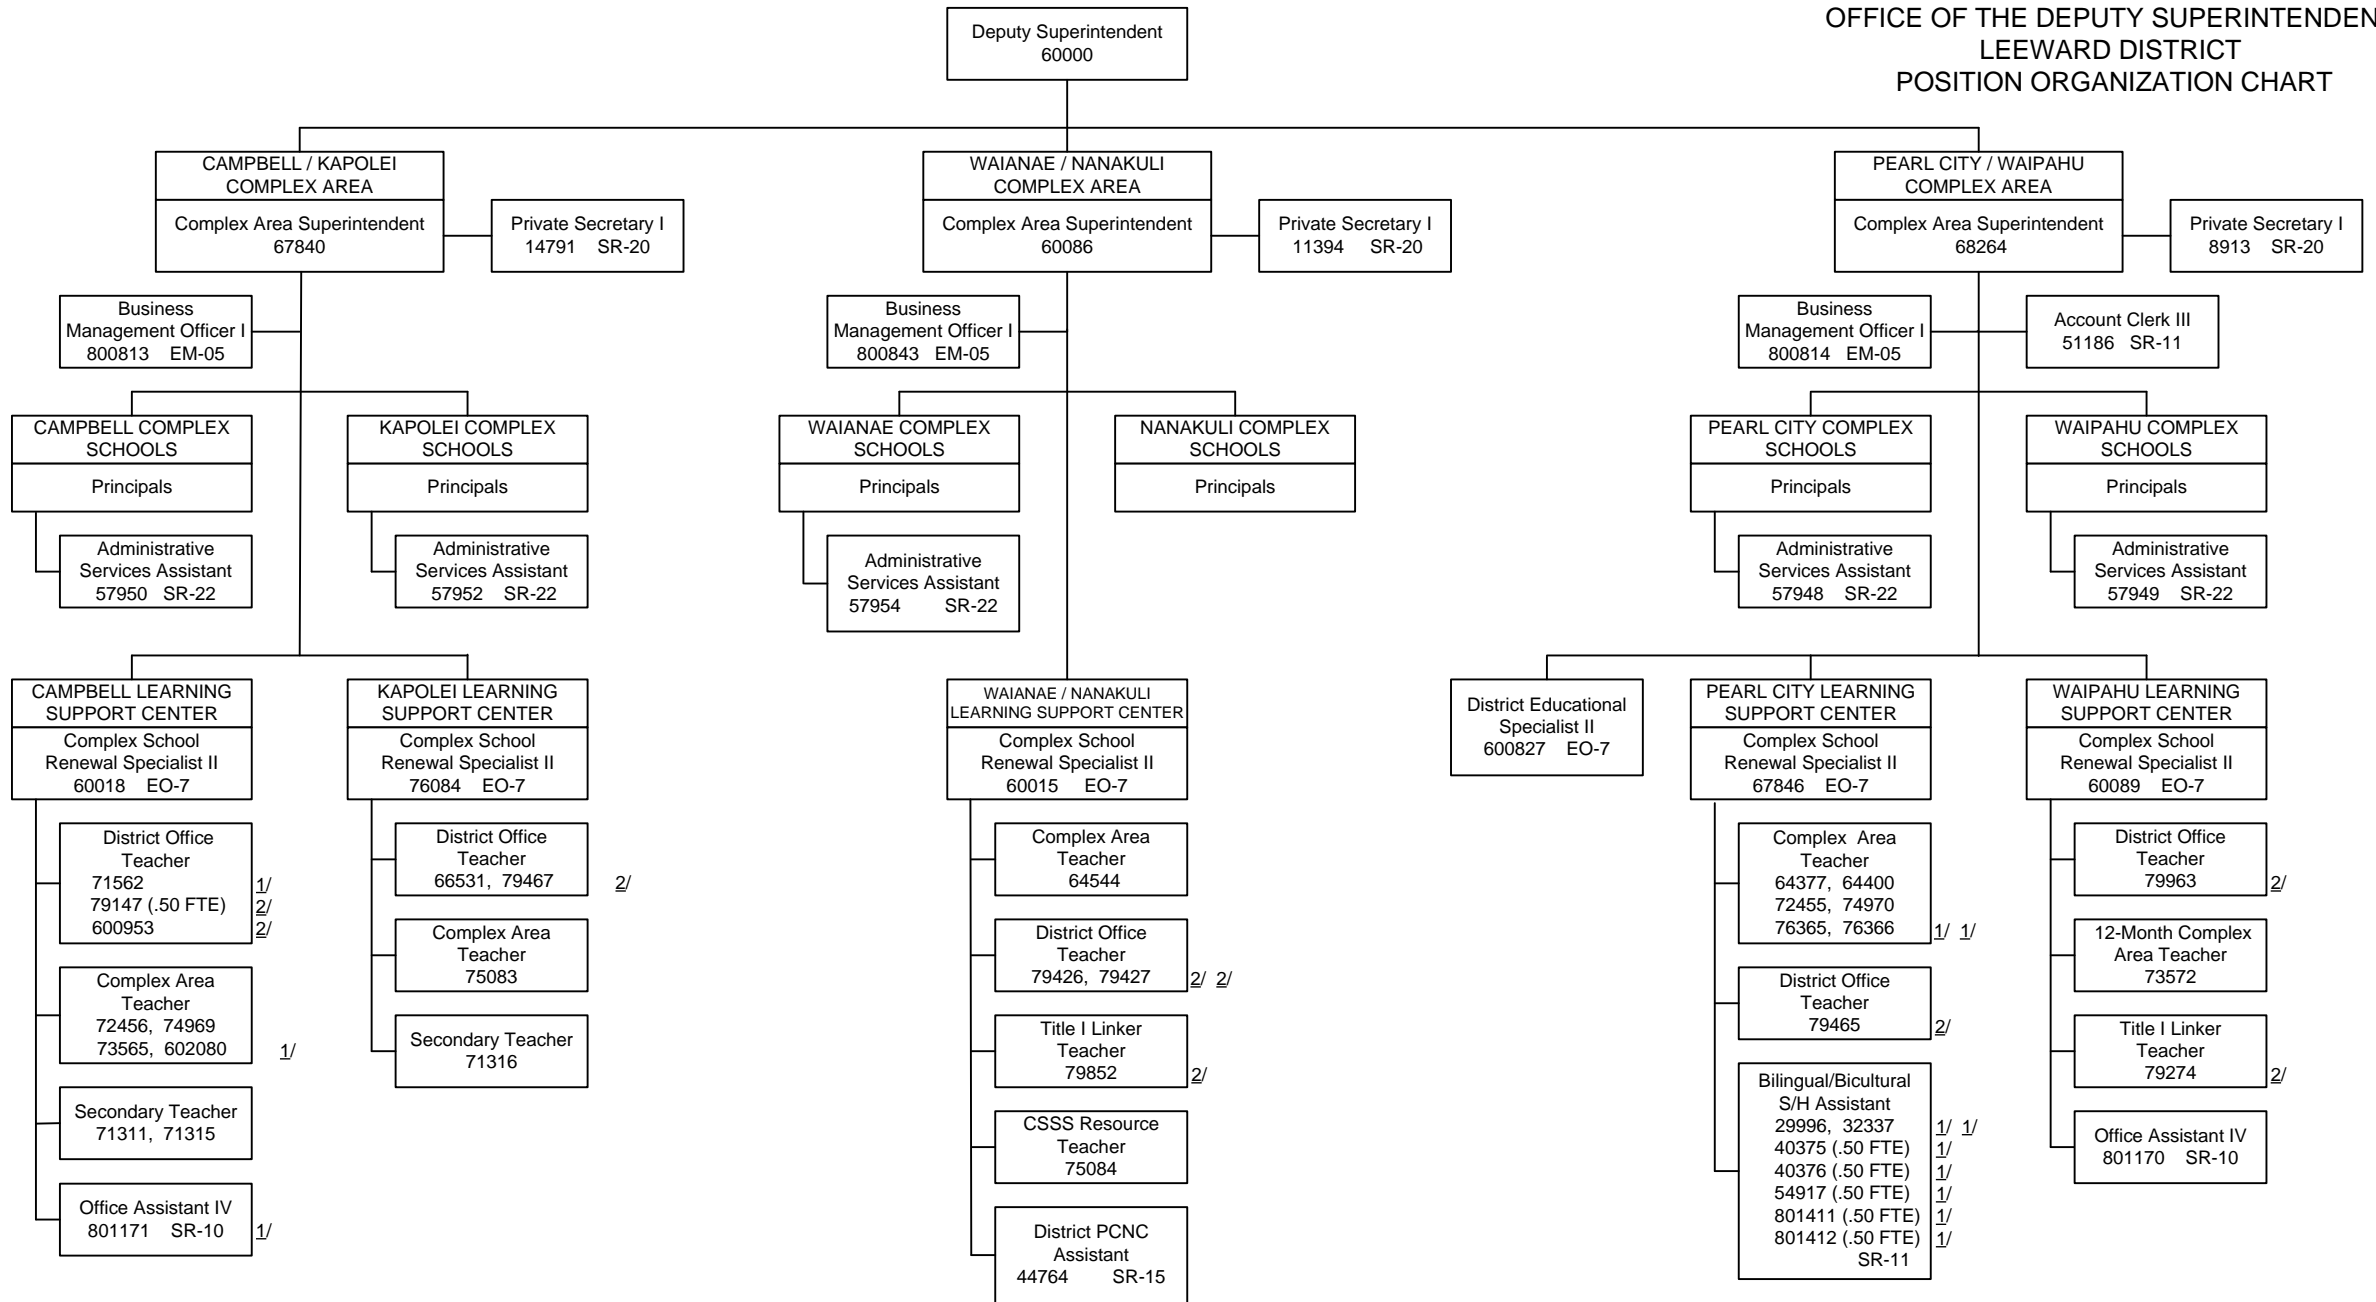 OFFICE OF THE DEPUTY SUPERINTENDEN
LEEWARD DISTRICT
POSITION ORGANIZATION CHART
Deputy Superintendent
60000
CAMPBELL / KAPOLEI
COMPLEX AREA
Complex Area Superintendent
67840
Private Secretary I
14791 SR-20
WAIANAE / NANAKULI
COMPLEX AREA
Complex Area Superintendent
60086
Private Secretary I
11394 SR-20
PEARL CITY / WAIPAHU
COMPLEX AREA
Complex Area Superintendent
68264
Private Secretary I
8913 SR-20
Business
Management Officer I
800813 EM-05
Business
Management Officer I
800843 EM-05
Business
Management Officer I
800814 EM-05
Account Clerk III
51186 SR-11
CAMPBELL COMPLEX
SCHOOLS
Principals
KAPOLEI COMPLEX
SCHOOLS
Principals
WAIANAE COMPLEX
SCHOOLS
Principals
NANAKULI COMPLEX
SCHOOLS
Principals
PEARL CITY COMPLEX
SCHOOLS
Principals
WAIPAHU COMPLEX
SCHOOLS
Principals
Administrative
Services Assistant
57950 SR-22
Administrative
Services Assistant
57952 SR-22
Administrative
Services Assistant
57954 SR-22
Administrative
Services Assistant
57948 SR-22
Administrative
Services Assistant
57949 SR-22
CAMPBELL LEARNING
SUPPORT CENTER
Complex School
Renewal Specialist II
60018 EO-7
District Office
Teacher
71562 1/
79147 (.50 FTE) 2/
600953 2/
Complex Area
Teacher
72456, 74969
73565, 602080 1/
Secondary Teacher
71311, 71315
Office Assistant IV
801171 SR-10 1/
KAPOLEI LEARNING
SUPPORT CENTER
Complex School
Renewal Specialist II
76084 EO-7
District Office
Teacher
66531, 79467 2/
Complex Area
Teacher
75083
Secondary Teacher
71316
WAIANAE / NANAKULI
LEARNING SUPPORT CENTER
Complex School
Renewal Specialist II
60015 EO-7
Complex Area
Teacher
64544
District Office
Teacher
79426, 79427 2/ 2/
Title I Linker
Teacher
79852 2/
CSSS Resource
Teacher
75084
District PCNC
Assistant
44764 SR-15
District Educational
Specialist II
600827 EO-7
PEARL CITY LEARNING
SUPPORT CENTER
Complex School
Renewal Specialist II
67846 EO-7
Complex Area
Teacher
64377, 64400
72455, 74970
76365, 76366 1/ 1/
District Office
Teacher
79465 2/
Bilingual/Bicultural
S/H Assistant
29996, 32337 1/ 1/
40375 (.50 FTE) 1/
40376 (.50 FTE) 1/
54917 (.50 FTE) 1/
801411 (.50 FTE) 1/
801412 (.50 FTE) 1/
SR-11
WAIPAHU LEARNING
SUPPORT CENTER
Complex School
Renewal Specialist II
60089 EO-7
District Office
Teacher
79963 2/
12-Month Complex
Area Teacher
73572
Title I Linker
Teacher
79274 2/
Office Assistant IV
801170 SR-10